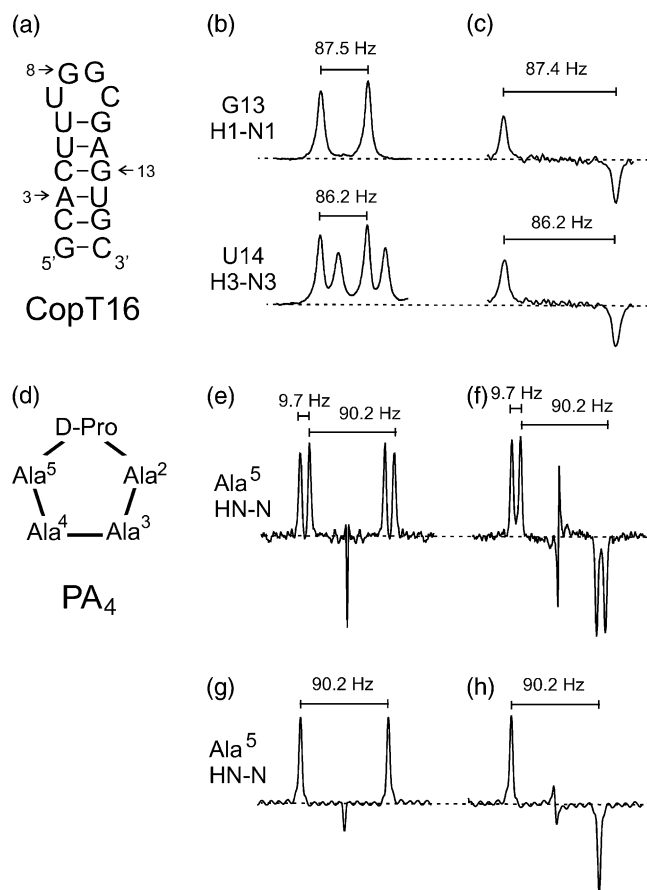 (a)
8→G G
U C
U–G
U–A
C–G ←13
3→A–U
C–G
5' G–C 3'
CopT16
(b)
87.5 Hz
(c)
87.4 Hz
G13
H1-N1
86.2 Hz
86.2 Hz
U14
H3-N3
(d)
D-Pro
Ala⁵ Ala²
Ala⁴ Ala³
PA₄
(e)
9.7 Hz 90.2 Hz
(f)
9.7 Hz 90.2 Hz
Ala⁵
HN-N
(g)
90.2 Hz
(h)
90.2 Hz
Ala⁵
HN-N